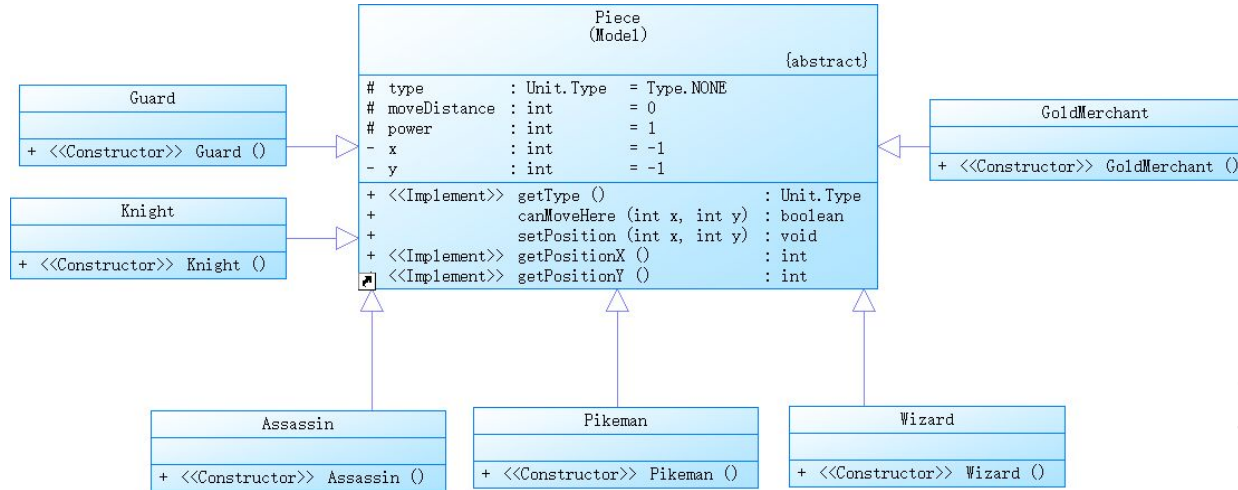 Piece
(Model)
{abstract}
# type : Unit.Type = Type.NONE
# moveDistance : int = 0
# power : int = 1
- x : int = -1
- y : int = -1
+ <<Implement>> getType () : Unit.Type
+ canMoveHere (int x, int y) : boolean
+ setPosition (int x, int y) : void
+ <<Implement>> getPositionX () : int
<<Implement>> getPositionY () : int
Guard
+ <<Constructor>> Guard ()
Knight
+ <<Constructor>> Knight ()
GoldMerchant
+ <<Constructor>> GoldMerchant ()
Assassin
+ <<Constructor>> Assassin ()
Pikeman
+ <<Constructor>> Pikeman ()
Wizard
+ <<Constructor>> Wizard ()